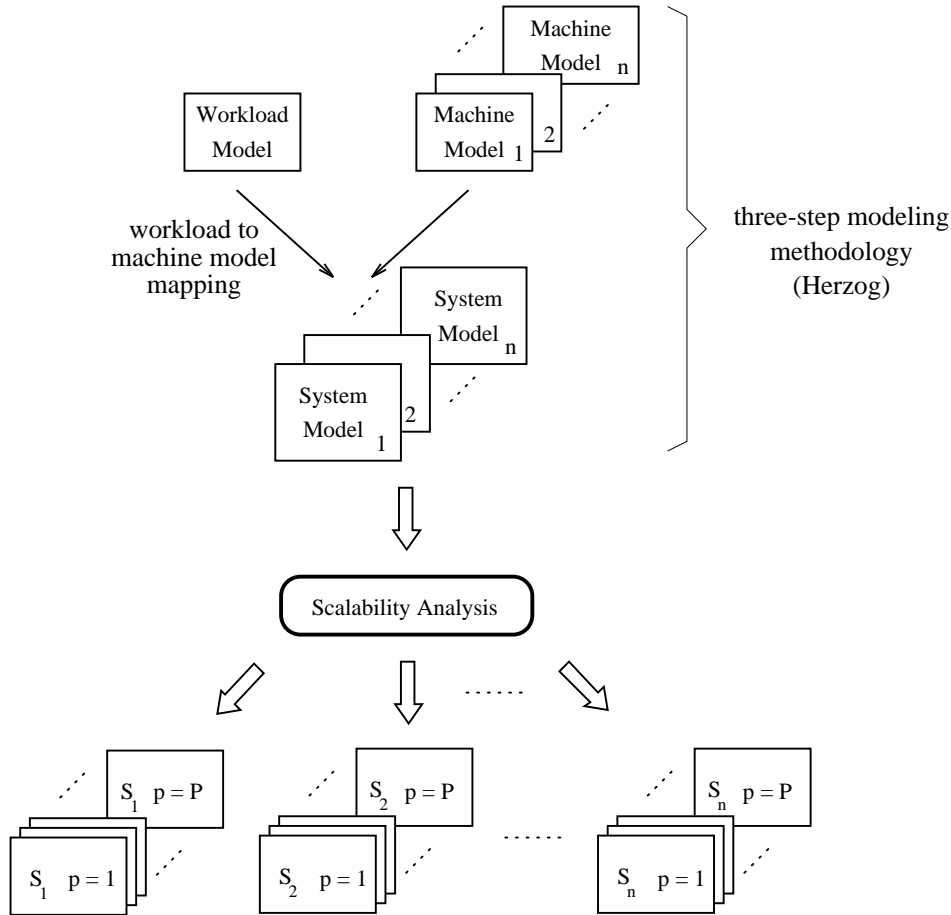 Machine
Model n
Workload
Model
Machine
Model 1
2
three-step modeling
methodology
(Herzog)
workload to
machine model
mapping
System
Model n
System
Model 1
2
Scalability Analysis
S1 p = P
S2 p = P
Sn p = P
S1 p = 1
S2 p = 1
Sn p = 1